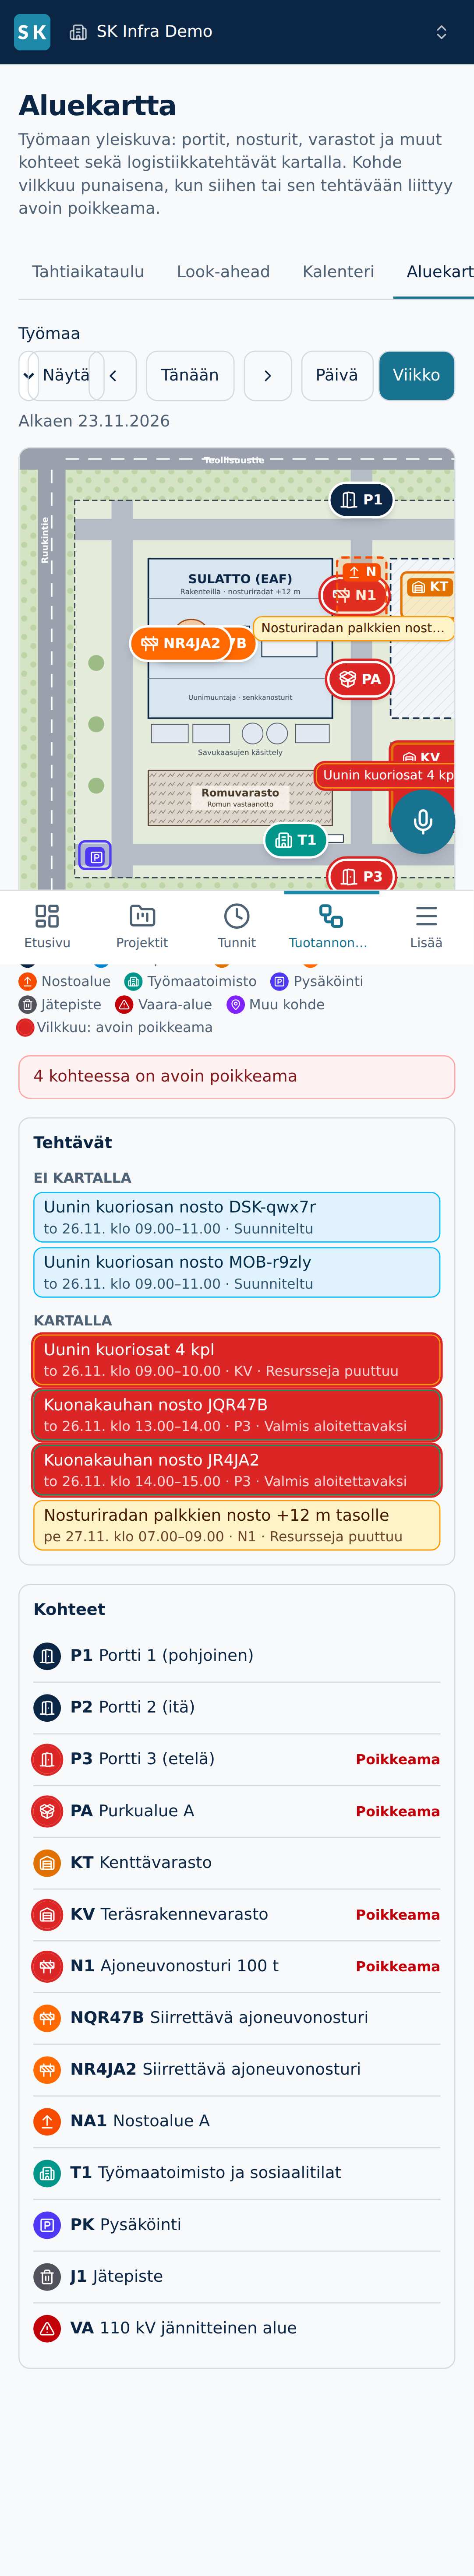 SK SK Infra Demo
Aluekartta
Työmaan yleiskuva: portit, nosturit, varastot ja muut
kohteet sekä logistiikkatehtävät kartalla. Kohde
vilkkuu punaisena, kun siihen tai sen tehtävään liittyy
avoin poikkeama.
Tahtiaikataulu Look-ahead Kalenteri Aluekart
Työmaa
Näytä Tänään Päivä Viikko
Alkaen 23.11.2026
Teollisuustie
Ruukintie
P1
SULATTO (EAF)
Rakenteilla · nosturiradat +12 m
N
N1
KT
Nosturiradan palkkien nost…
NR4JA2 7B
PA
Uunimuuntaja · senkkanosturit
Savukaasujen käsittely
KV
Uunin kuoriosat 4 kp
Romuvarasto
Romun vastaanotto
T1
P
P3
Etusivu Projektit Tunnit Tuotannon… Lisää
Nostoalue Työmaatoimisto Pysäköinti
Jätepiste Vaara-alue Muu kohde
Vilkkuu: avoin poikkeama
4 kohteessa on avoin poikkeama
Tehtävät
EI KARTALLA
Uunin kuoriosan nosto DSK-qwx7r
to 26.11. klo 09.00–11.00 · Suunniteltu
Uunin kuoriosan nosto MOB-r9zly
to 26.11. klo 09.00–11.00 · Suunniteltu
KARTALLA
Uunin kuoriosat 4 kpl
to 26.11. klo 09.00–10.00 · KV · Resursseja puuttuu
Kuonakauhan nosto JQR47B
to 26.11. klo 13.00–14.00 · P3 · Valmis aloitettavaksi
Kuonakauhan nosto JR4JA2
to 26.11. klo 14.00–15.00 · P3 · Valmis aloitettavaksi
Nosturiradan palkkien nosto +12 m tasolle
pe 27.11. klo 07.00–09.00 · N1 · Resursseja puuttuu
Kohteet
P1 Portti 1 (pohjoinen)
P2 Portti 2 (itä)
P3 Portti 3 (etelä) Poikkeama
PA Purkualue A Poikkeama
KT Kenttävarasto
KV Teräsrakennevarasto Poikkeama
N1 Ajoneuvonosturi 100 t Poikkeama
NQR47B Siirrettävä ajoneuvonosturi
NR4JA2 Siirrettävä ajoneuvonosturi
NA1 Nostoalue A
T1 Työmaatoimisto ja sosiaalitilat
PK Pysäköinti
J1 Jätepiste
VA 110 kV jännitteinen alue